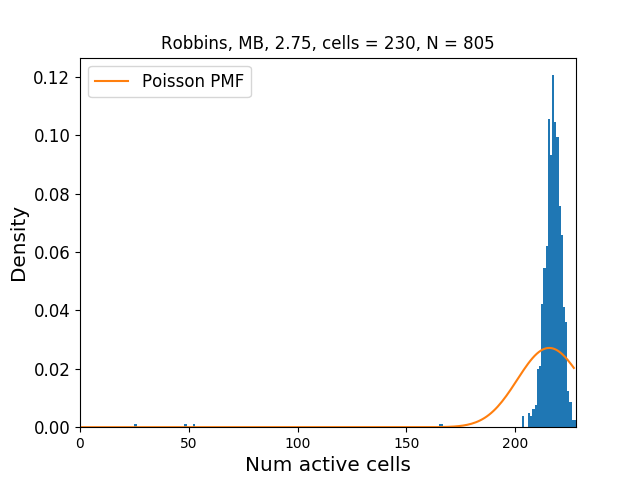 Robbins, MB, 2.75, cells = 230, N = 805
Poisson PMF
0.12
0.10
0.08
0.06
0.04
0.02
0.00
Density
0 50 100 150 200
Num active cells